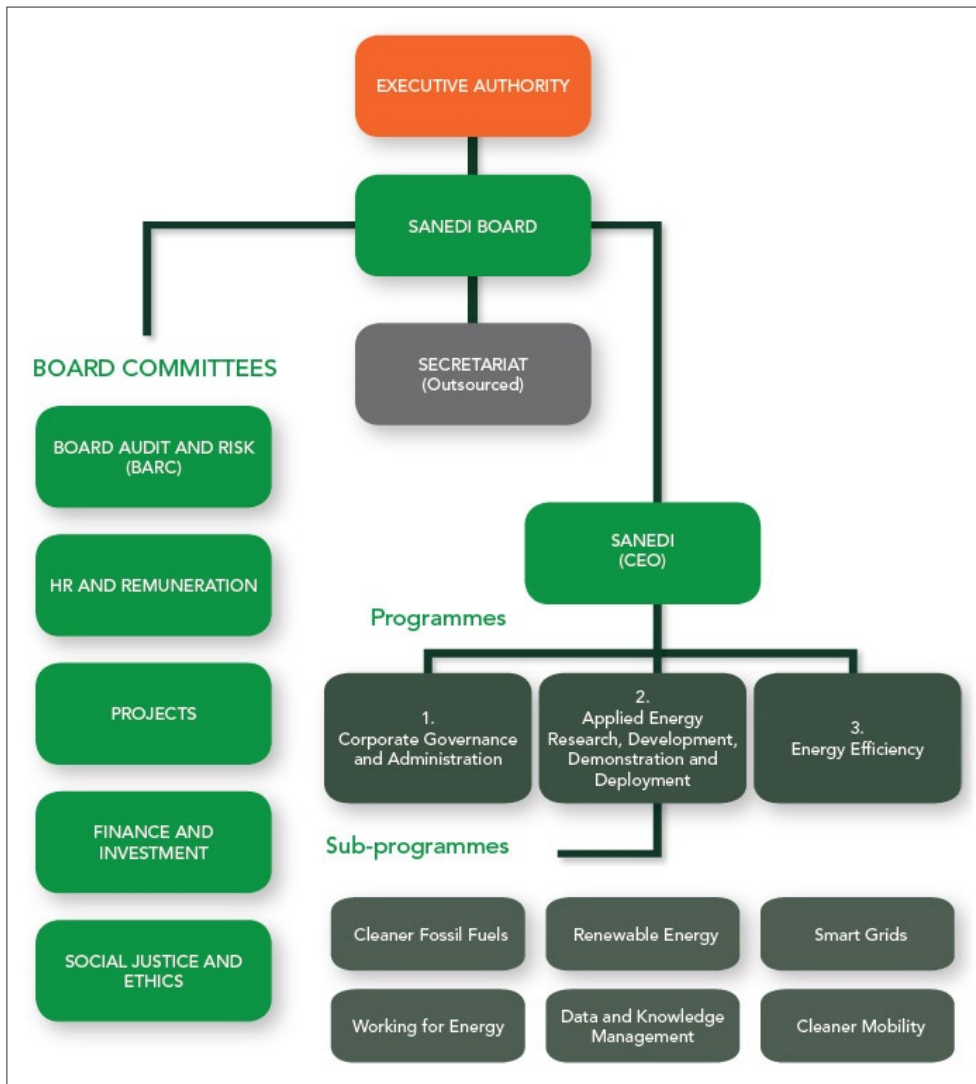 EXECUTIVE AUTHORITY
SANEDI BOARD
SECRETARIAT
(Outsourced)
BOARD COMMITTEES
BOARD AUDIT AND RISK
(BARC)
HR AND REMUNERATION
PROJECTS
FINANCE AND
INVESTMENT
SOCIAL JUSTICE AND
ETHICS
SANEDI
(CEO)
Programmes
1.
Corporate Governance
and Administration
2.
Applied Energy
Research, Development,
Demonstration and
Deployment
3.
Energy Efficiency
Sub-programmes
Cleaner Fossil Fuels
Renewable Energy
Smart Grids
Working for Energy
Data and Knowledge
Management
Cleaner Mobility